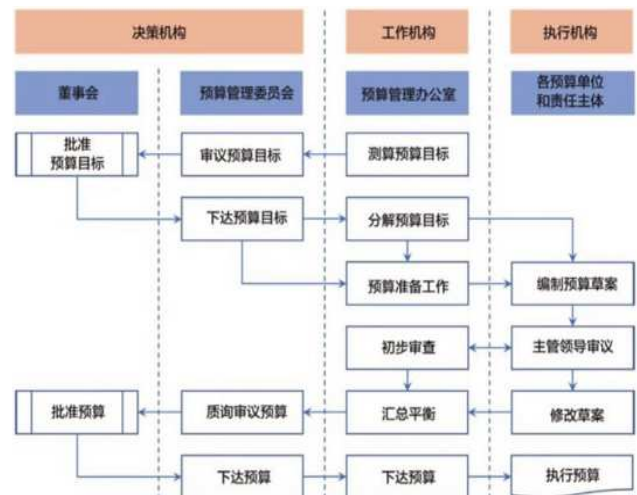 决策机构
工作机构
执行机构
董事会
预算管理委员会
预算管理办公室
各预算单位
和责任主体
批准
预算目标
审议预算目标
测算预算目标
下达预算目标
分解预算目标
预算准备工作
编制预算草案
初步审查
主管领导审议
批准预算
质询审议预算
汇总平衡
修改草案
下达预算
下达预算
执行预算